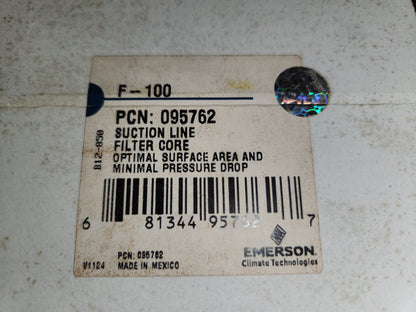 F-100
PCN: 095762
SUCTION LINE
FILTER CORE
OPTIMAL SURFACE AREA AND
MINIMAL PRESSURE DROP
B12-050
6 81344 95762 7
PCN: 095762
V1124 MADE IN MEXICO
EMERSON
Climate Technologies